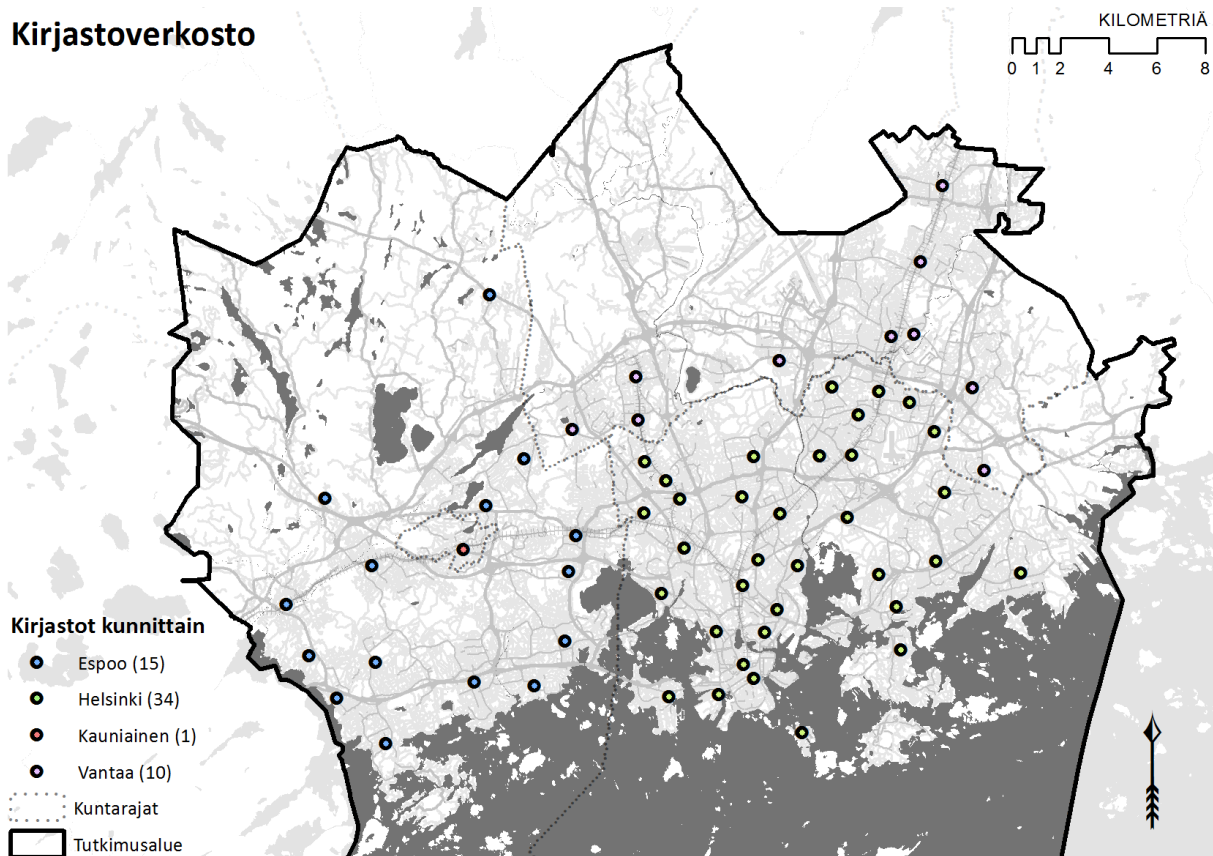 Kirjastoverkosto
KILOMETRIÄ
0 1 2 4 6 8
Kirjastot kunnittain
Espoo (15)
Helsinki (34)
Kauniainen (1)
Vantaa (10)
Kuntarajat
Tutkimusalue